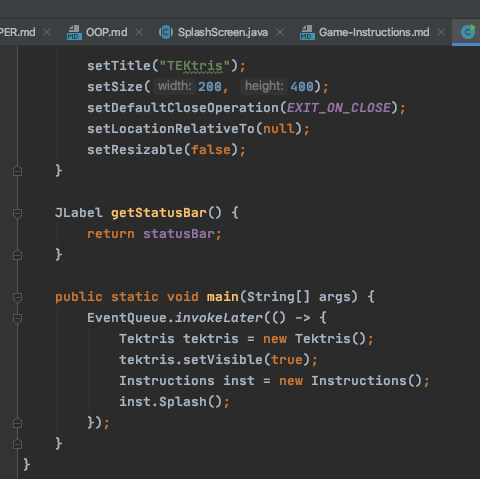 PER.md OOP.md SplashScreen.java Game-Instructions.md
setTitle("TEKtris");
setSize( width: 200, height: 400);
setDefaultCloseOperation(EXIT_ON_CLOSE);
setLocationRelativeTo(null);
setResizable(false);
}
JLabel getStatusBar() {
return statusBar;
}
public static void main(String[] args) {
EventQueue.invokeLater(() -> {
Tektris tektris = new Tektris();
tektris.setVisible(true);
Instructions inst = new Instructions();
inst.Splash();
});
}
}